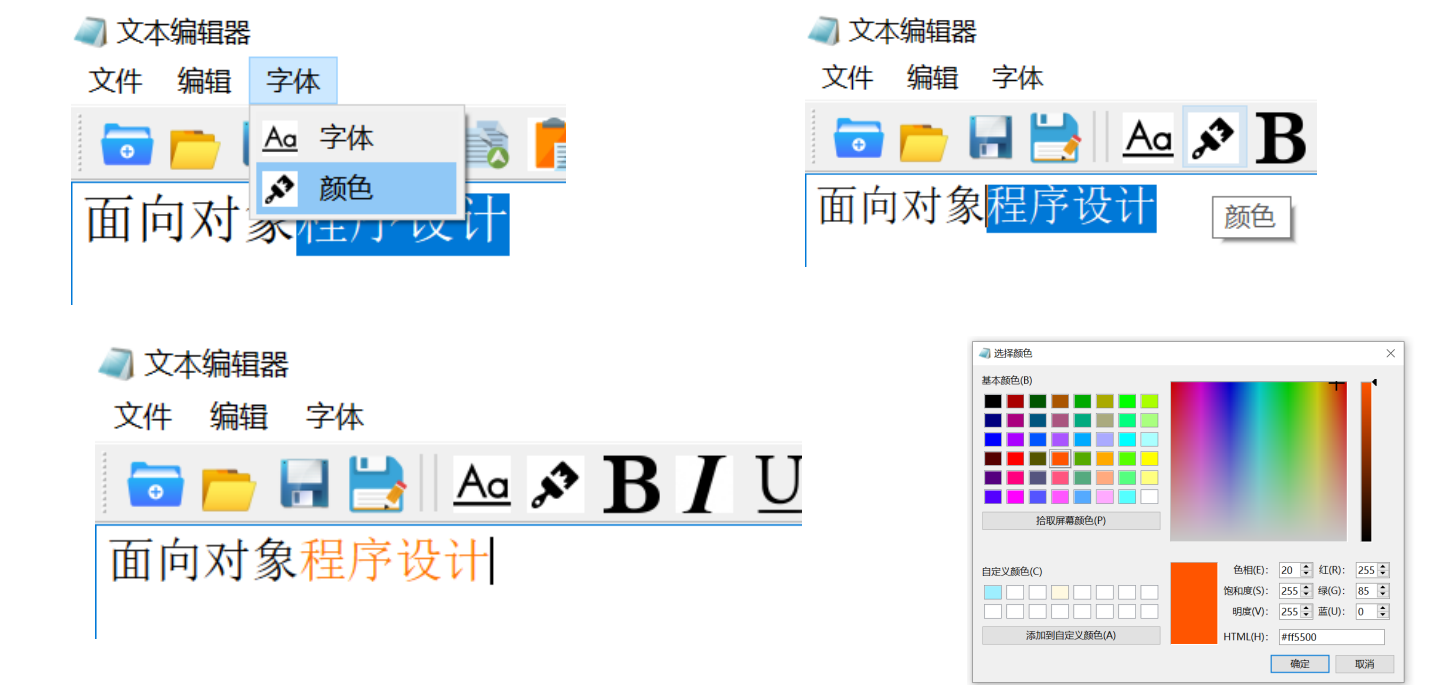 文本编辑器
文件 编辑 字体
Aa 字体
颜色
面向对象程序设计
文本编辑器
文件 编辑 字体
Aa B
面向对象程序设计
颜色
文本编辑器
文件 编辑 字体
Aa B I U
面向对象程序设计
选择颜色
基本颜色(B)
拾取屏幕颜色(P)
自定义颜色(C)
添加到自定义颜色(A)
色相(E): 20 红(R): 255
饱和度(S): 255 绿(G): 85
明度(V): 255 蓝(U): 0
HTML(H): #ff5500
确定 取消